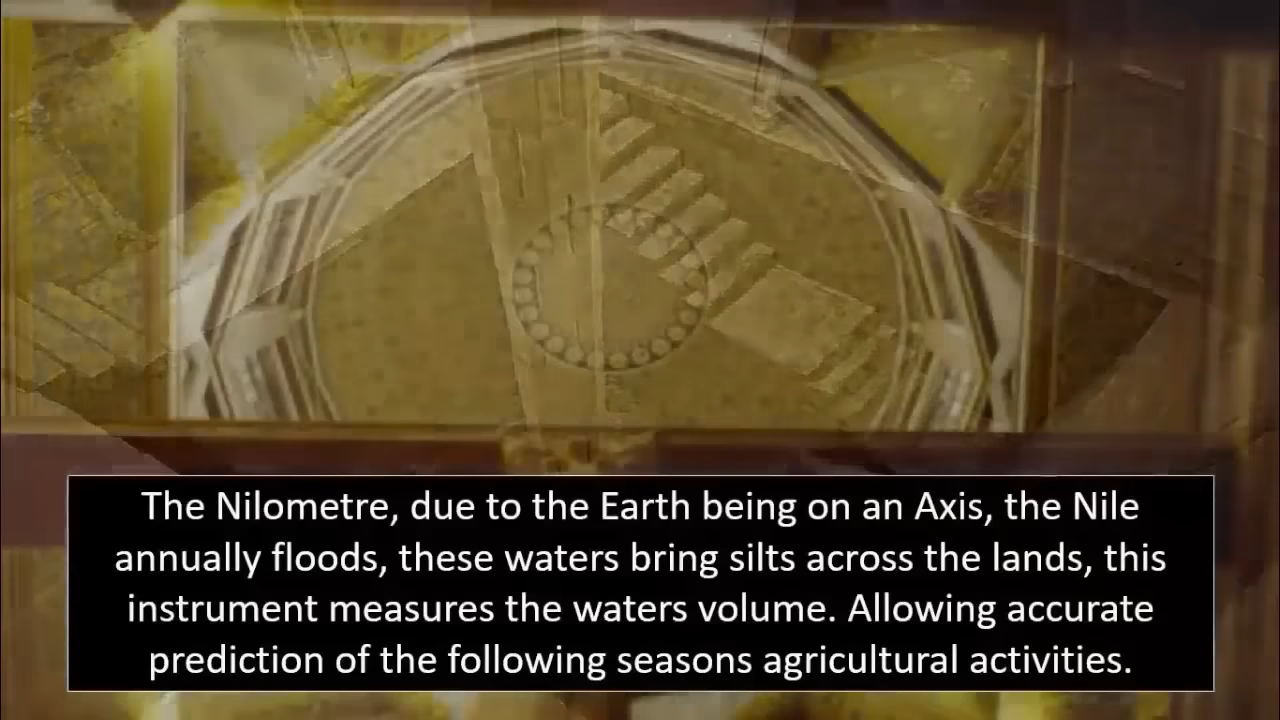 The Nilometre, due to the Earth being on an Axis, the Nile
annually floods, these waters bring silts across the lands, this
instrument measures the waters volume. Allowing accurate
prediction of the following seasons agricultural activities.